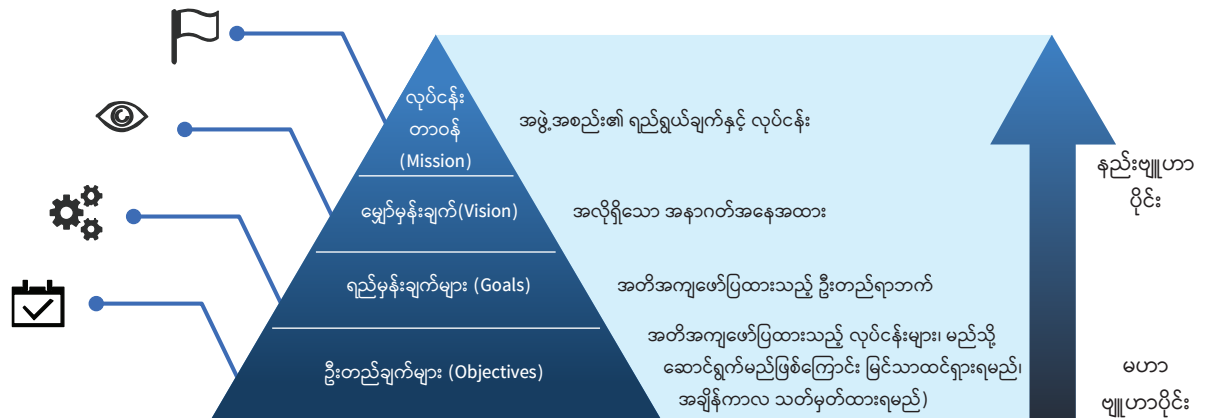 လုပ်ငန်း
တာဝန်
(Mission)
အဖွဲ့အစည်း၏ ရည်ရွယ်ချက်နှင့် လုပ်ငန်း
နည်းဗျူဟာ
ပိုင်း
မျှော်မှန်းချက်(Vision)
အလိုရှိသော အနာဂတ်အနေအထား
ရည်မှန်းချက်များ (Goals)
အတိအကျဖော်ပြထားသည့် ဦးတည်ရာဘက်
ဦးတည်ချက်များ (Objectives)
အတိအကျဖော်ပြထားသည့် လုပ်ငန်းများ၊ မည်သို့
ဆောင်ရွက်မည်ဖြစ်ကြောင်း မြင်သာထင်ရှားရမည်၊
အချိန်ကာလ သတ်မှတ်ထားရမည်)
မဟာ
ဗျူဟာပိုင်း